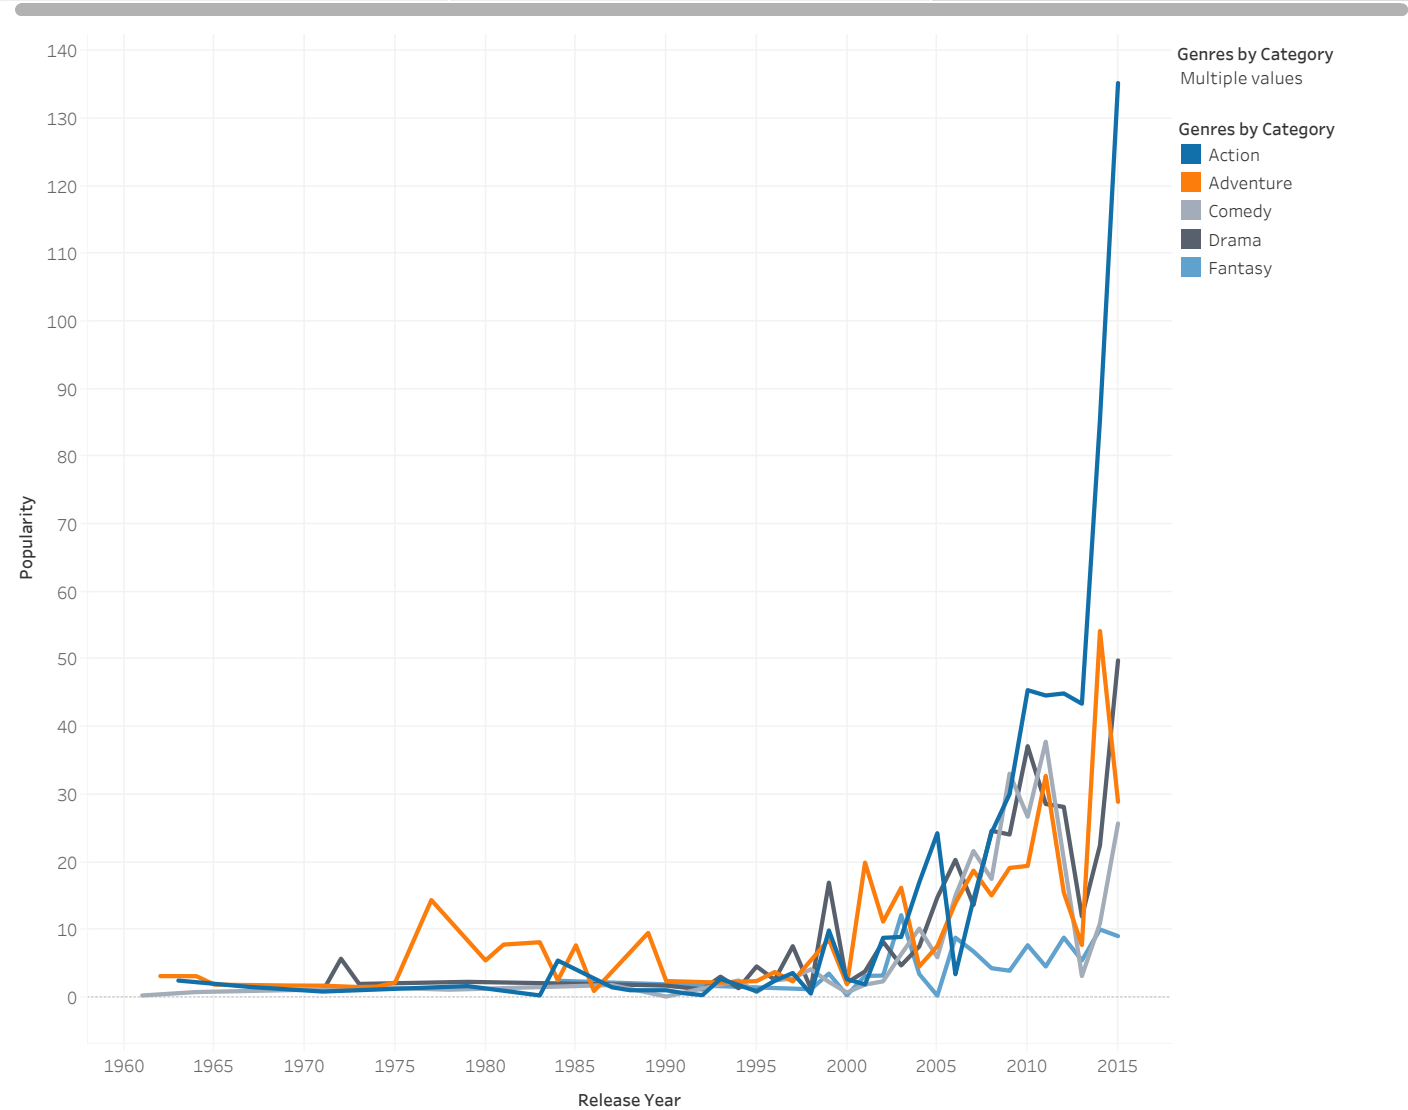 140
130
120
110
100
90
80
70
60
50
40
30
20
10
0
Popularity
1960 1965 1970 1975 1980 1985 1990 1995 2000 2005 2010 2015
Release Year
Genres by Category
Multiple values
Genres by Category
Action
Adventure
Comedy
Drama
Fantasy